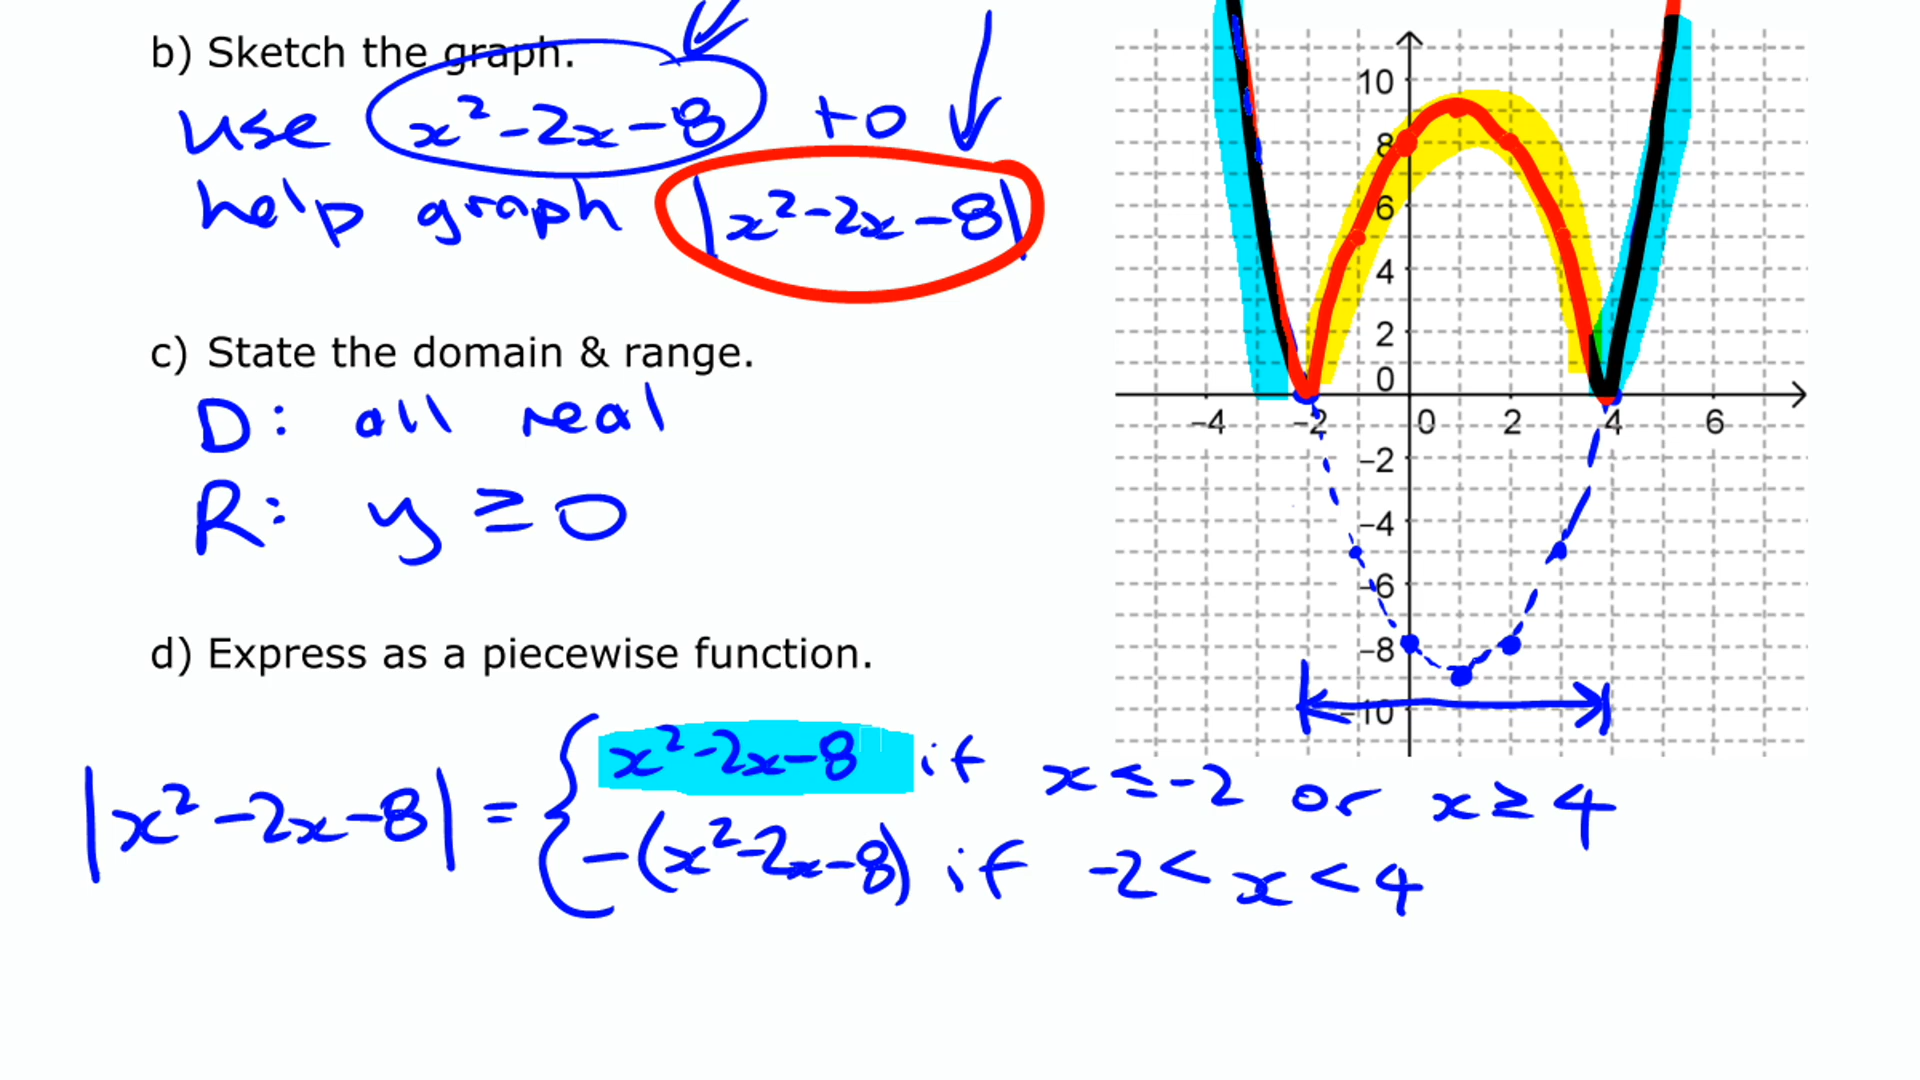 b) Sketch the graph.
use x²-2x-8 to
help graph |x²-2x-8|
c) State the domain & range.
D: all real
R: y ≥ 0
d) Express as a piecewise function.
|x²-2x-8| = { x²-2x-8 if x ≤ -2 or x ≥ 4
-(x²-2x-8) if -2 < x < 4
10
8
6
4
2
0
-4 -2 0 2 4 6
-2
-4
-6
-8
-10